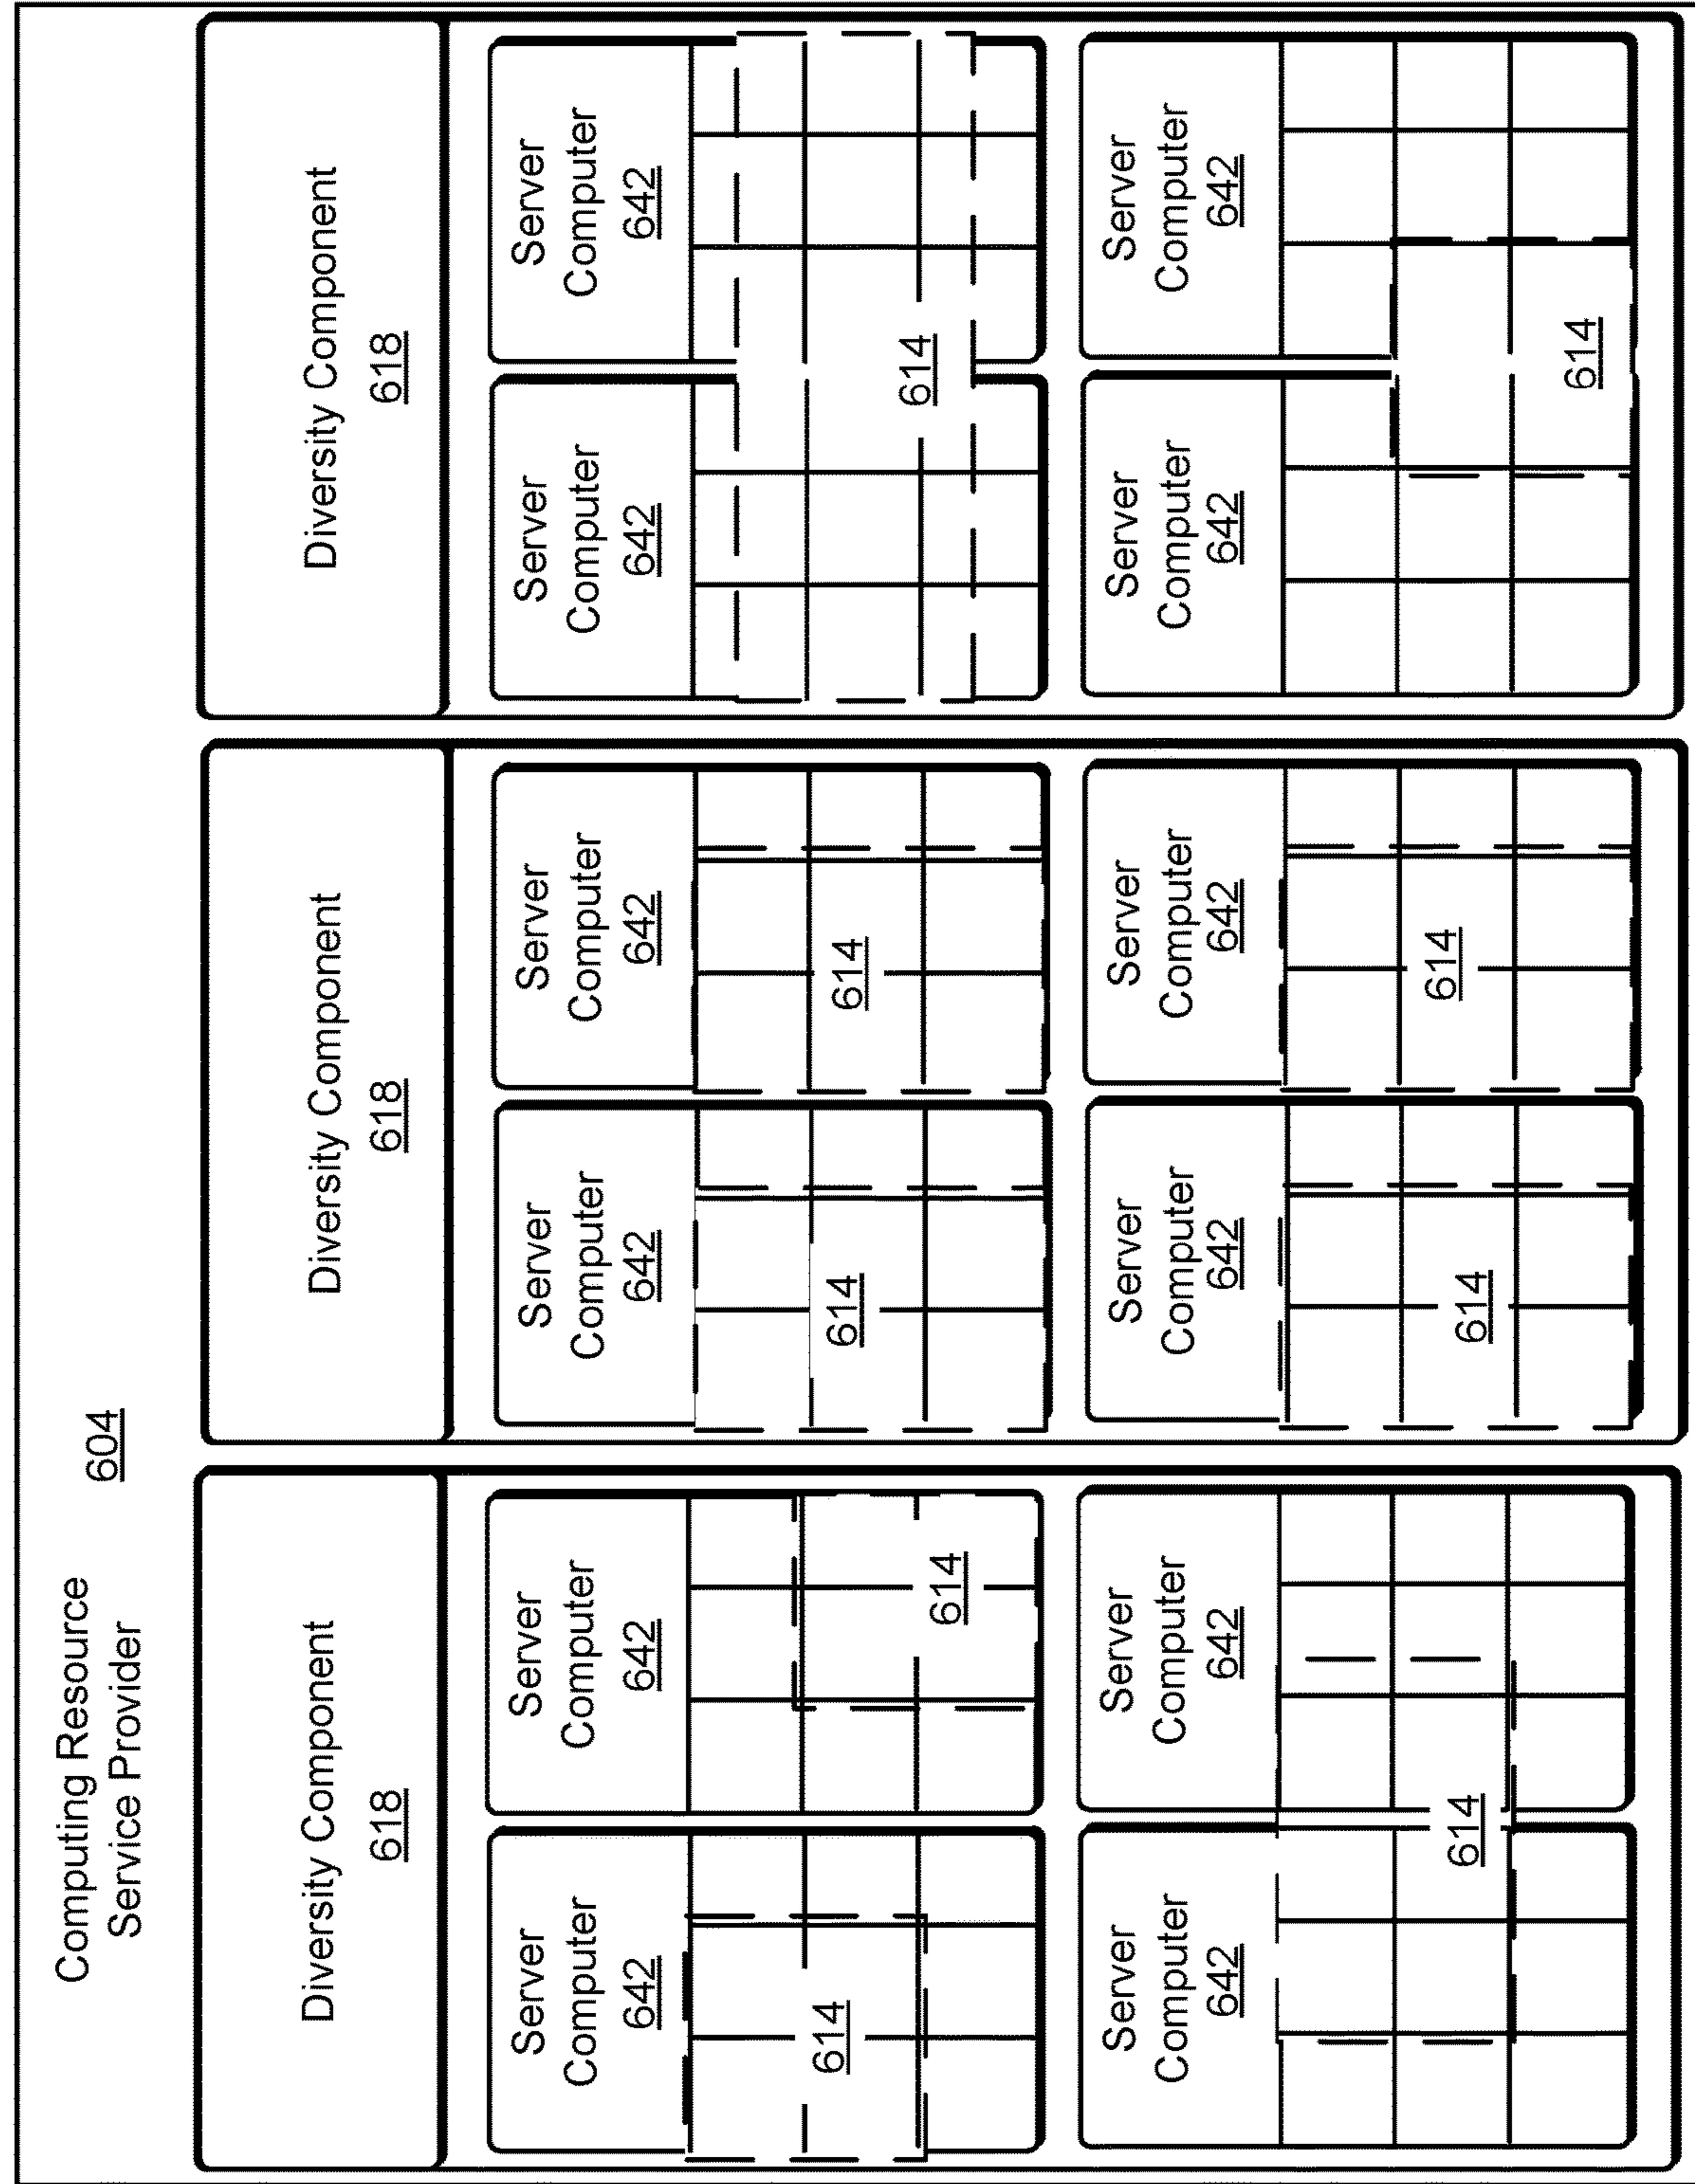 Computing Resource
Service Provider
604
Diversity Component
618
Server
Computer
642
614
Server
Computer
642
614
Server
Computer
642
Server
Computer
642
614
Diversity Component
618
Server
Computer
642
614
Server
Computer
642
614
Server
Computer
642
614
Server
Computer
642
614
Diversity Component
618
Server
Computer
642
Server
Computer
642
614
Server
Computer
642
Server
Computer
642
614